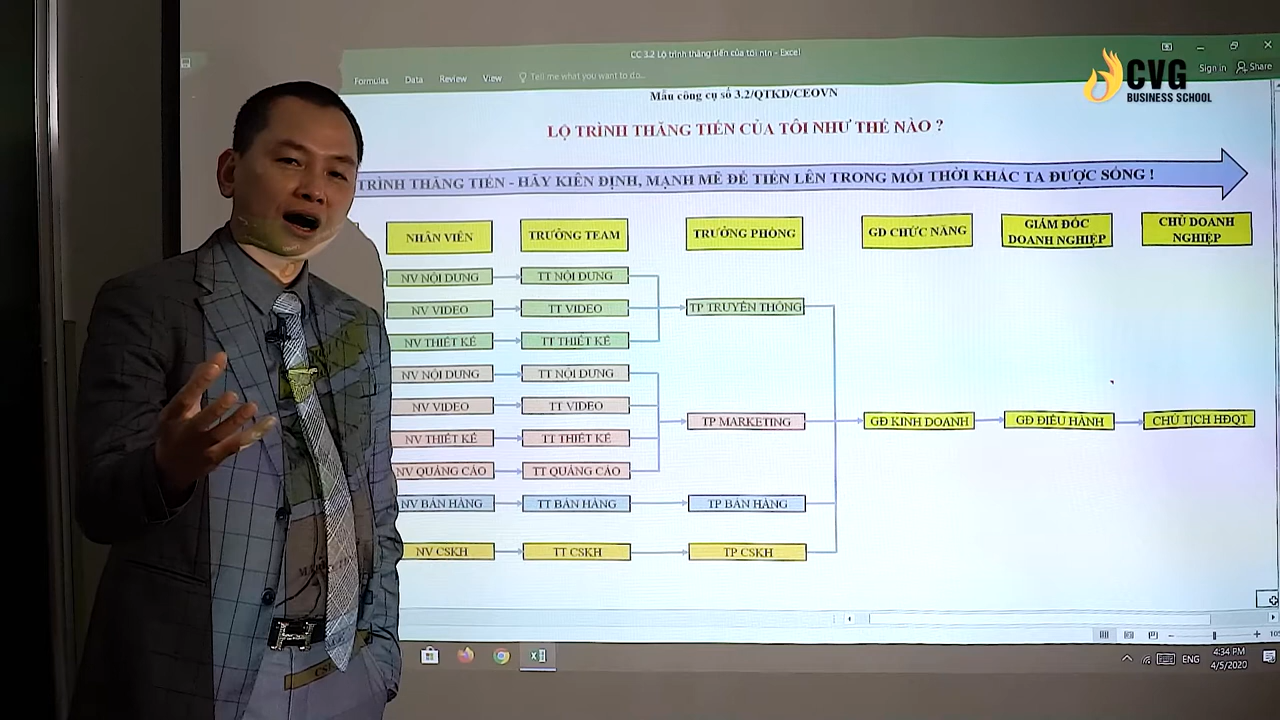 CC 3.2 Lộ trình thăng tiến của tôi ntn - Excel
Formulas Data Review View Tell me what you want to do... Sign in Share
CVG
BUSINESS SCHOOL
Mẫu công cụ số 3.2/QTKD/CEOVN
LỘ TRÌNH THĂNG TIẾN CỦA TÔI NHƯ THẾ NÀO ?
TRÌNH THĂNG TIẾN - HÃY KIÊN ĐỊNH, MẠNH MẼ ĐỂ TIẾN LÊN TRONG MỖI THỜI KHẮC TA ĐƯỢC SỐNG !
NHÂN VIÊN TRƯỞNG TEAM TRƯỞNG PHÒNG GĐ CHỨC NĂNG GIÁM ĐỐC DOANH NGHIỆP CHỦ DOANH NGHIỆP
NV NỘI DUNG TT NỘI DUNG
NV VIDEO TT VIDEO TP TRUYỀN THÔNG
NV THIẾT KẾ TT THIẾT KẾ
NV NỘI DUNG TT NỘI DUNG
NV VIDEO TT VIDEO
TP MARKETING GĐ KINH DOANH GĐ ĐIỀU HÀNH CHỦ TỊCH HĐQT
NV THIẾT KẾ TT THIẾT KẾ
NV QUẢNG CÁO TT QUẢNG CÁO
NV BÁN HÀNG TT BÁN HÀNG TP BÁN HÀNG
NV CSKH TT CSKH TP CSKH
ENG
4:34 PM
4/5/2020